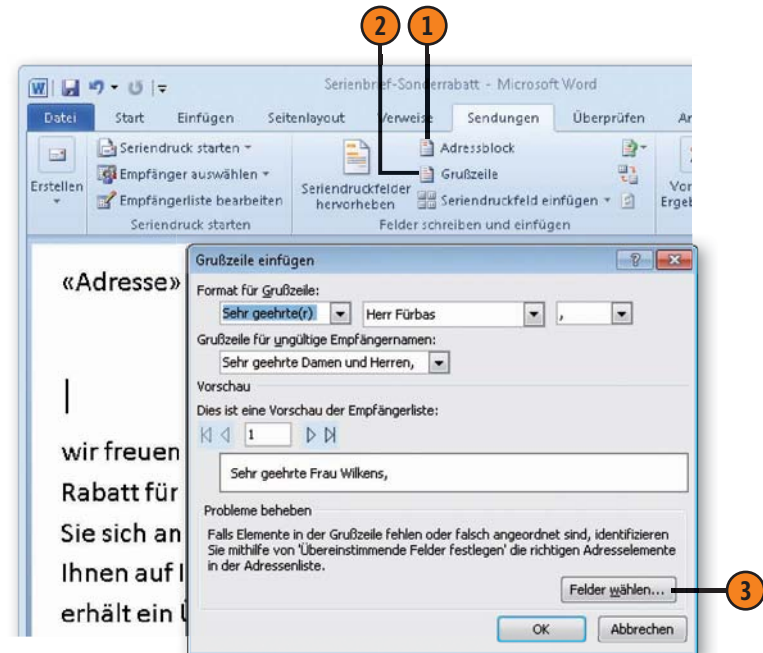 2 1
W Serienbrief-Sonderrabatt - Microsoft Word
Datei Start Einfügen Seitenlayout Verweise Sendungen Überprüfen
Erstellen
Seriendruck starten
Empfänger auswählen
Empfängerliste bearbeiten
Seriendruck starten
Seriendruckfelder
hervorheben
Adressblock
Grußzeile
Seriendruckfeld einfügen
Felder schreiben und einfügen
«Adresse»
wir freuen
Rabatt für
Sie sich an
Ihnen auf
erhält ein
Grußzeile einfügen
Format für Grußzeile:
Sehr geehrte(r) Herr Fürbas ,
Grußzeile für ungültige Empfängernamen:
Sehr geehrte Damen und Herren,
Vorschau
Dies ist eine Vorschau der Empfängerliste:
1
Sehr geehrte Frau Wilkens,
Probleme beheben
Falls Elemente in der Grußzeile fehlen oder falsch angeordnet sind, identifizieren
Sie mithilfe von 'Übereinstimmende Felder festlegen' die richtigen Adresselemente
in der Adressenliste.
Felder wählen... 3
OK Abbrechen